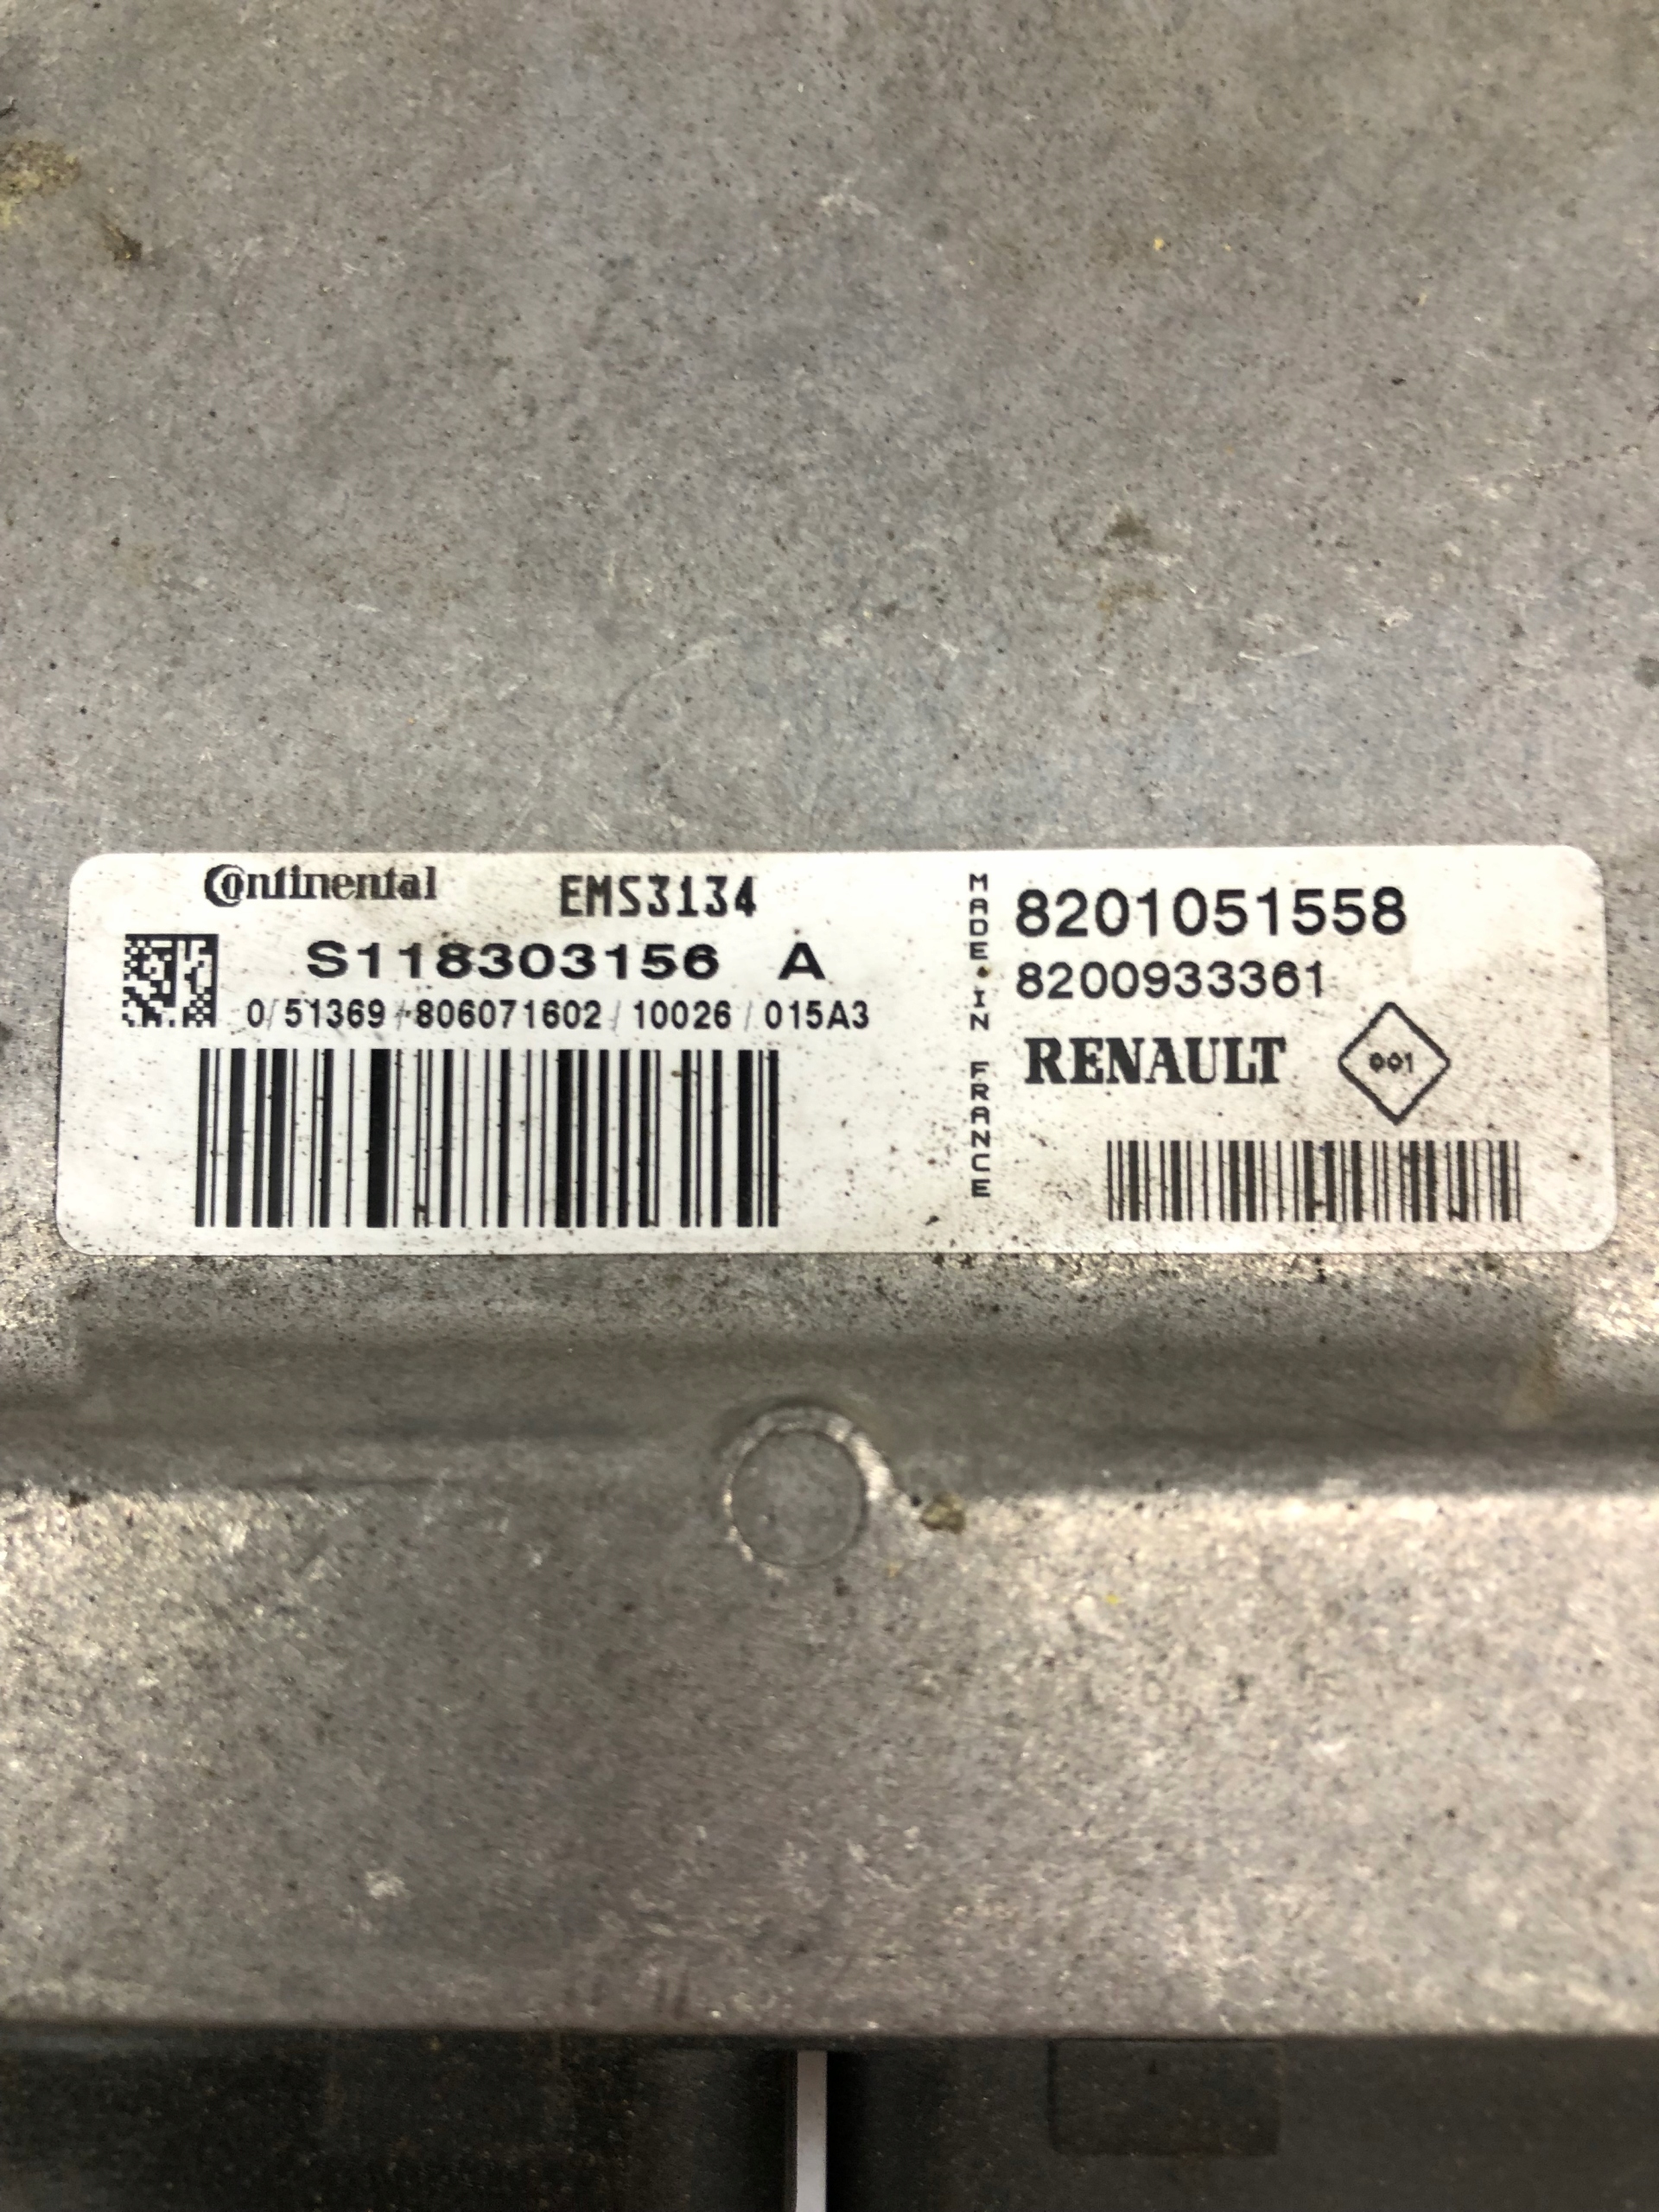 Continental EMS3134
S118303156 A
0/51369/806071602/10026/015A3
MADE IN FRANCE
8201051558
8200933361
RENAULT 001